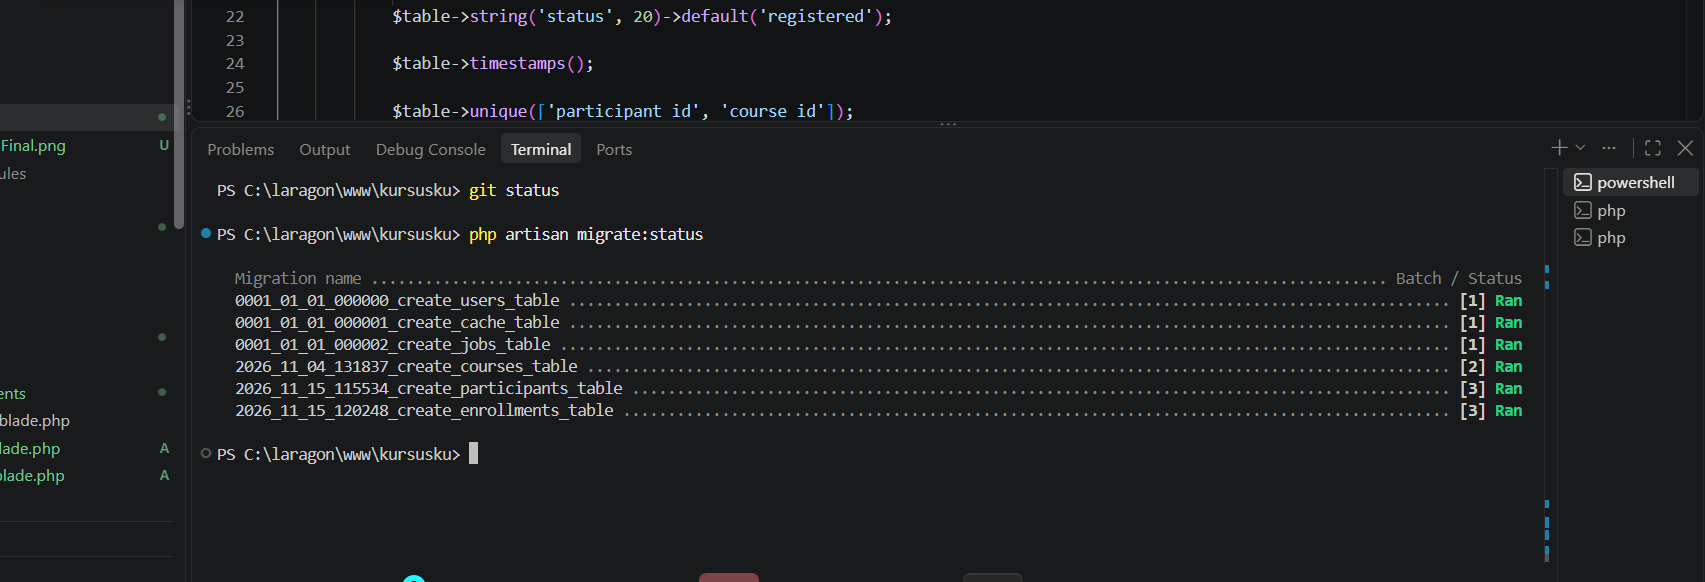 22 $table->string('status', 20)->default('registered');
23
24 $table->timestamps();
25
26 $table->unique(['participant_id', 'course_id']);
Final.png U
ules
ents
blade.php
lade.php A
blade.php A
Problems Output Debug Console Terminal Ports
PS C:\laragon\www\kursusku> git status
PS C:\laragon\www\kursusku> php artisan migrate:status
Migration name ................ Batch / Status
0001_01_01_000000_create_users_table ................ [1] Ran
0001_01_01_000001_create_cache_table ................ [1] Ran
0001_01_01_000002_create_jobs_table ................ [1] Ran
2026_11_04_131837_create_courses_table ................ [2] Ran
2026_11_15_115534_create_participants_table ................ [3] Ran
2026_11_15_120248_create_enrollments_table ................ [3] Ran
PS C:\laragon\www\kursusku>
powershell
php
php